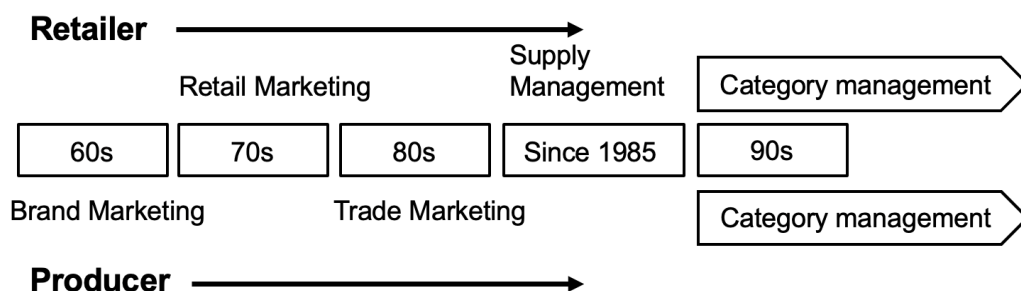 Retailer
Supply
Management
Retail Marketing
Category management
60s
70s
80s
Since 1985
90s
Brand Marketing
Trade Marketing
Category management
Producer